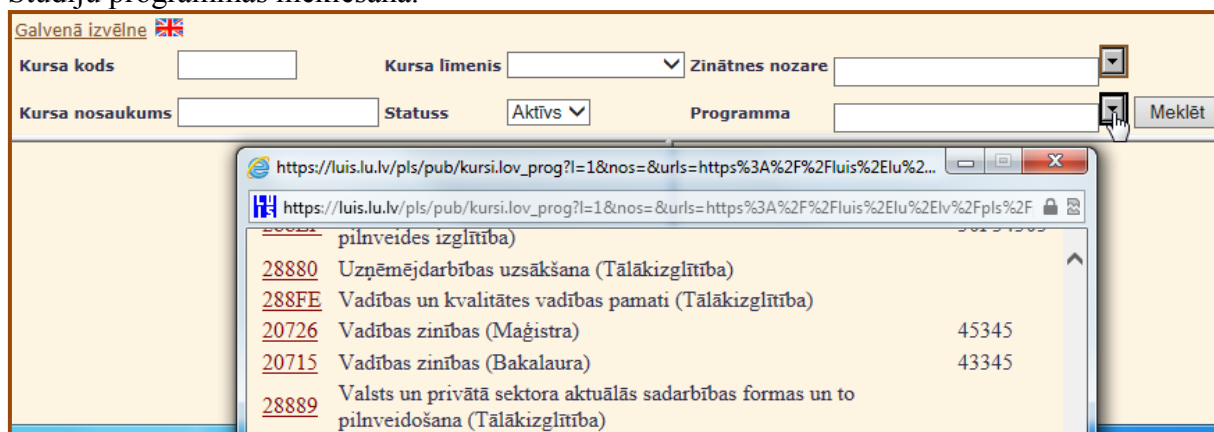 Galvenā izvēlne
Kursa kods Kursa līmenis Zinātnes nozare
Kursa nosaukums Statuss Aktīvs Programma Meklēt
https://luis.lu.lv/pls/pub/kursi.lov_prog?l=1&nos=&urls=https%3A%2F%2Fluis%2Elu%2...
https://luis.lu.lv/pls/pub/kursi.lov_prog?l=1&nos=&urls=https%3A%2F%2Fluis%2Elu%2Elv%2Fpls%2F
pilnveides izglītība)
28880 Uzņēmējdarbības uzsākšana (Tālākizglītība)
288FE Vadības un kvalitātes vadības pamati (Tālākizglītība)
20726 Vadības zinības (Maģistra) 45345
20715 Vadības zinības (Bakalaura) 43345
28889 Valsts un privātā sektora aktuālās sadarbības formas un to
pilnveidošana (Tālākizglītība)